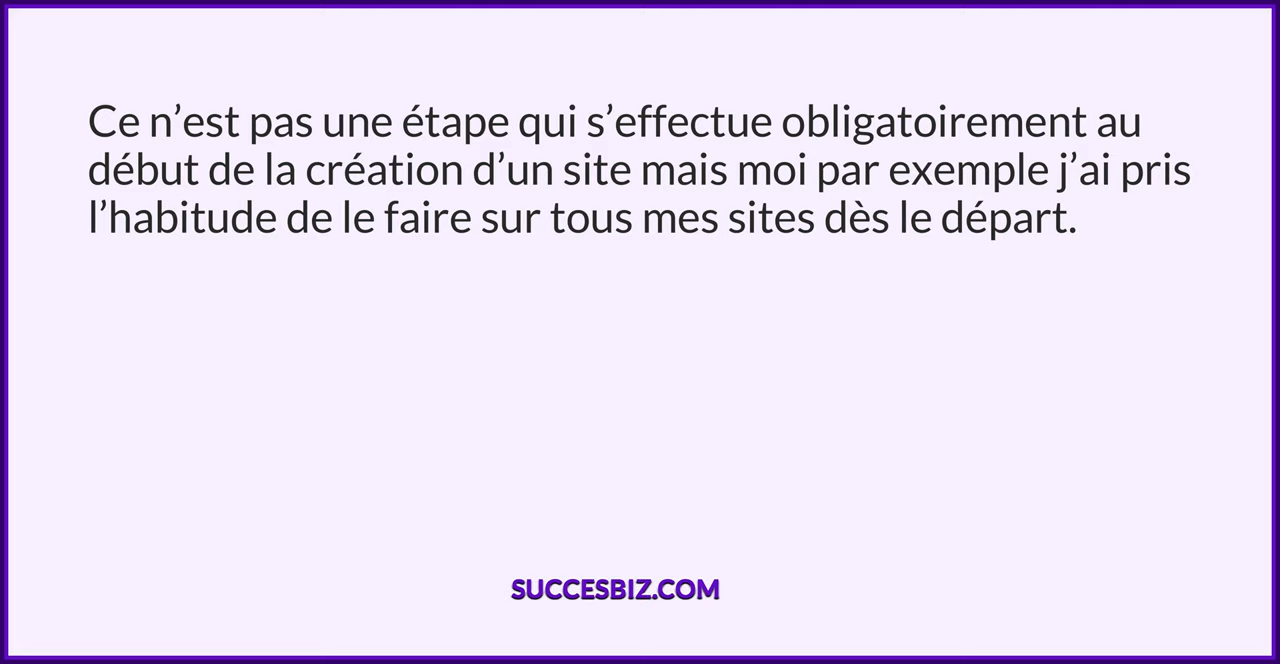 Ce n’est pas une étape qui s’effectue obligatoirement au
début de la création d’un site mais moi par exemple j’ai pris
l’habitude de le faire sur tous mes sites dès le départ.
SUCCESBIZ.COM